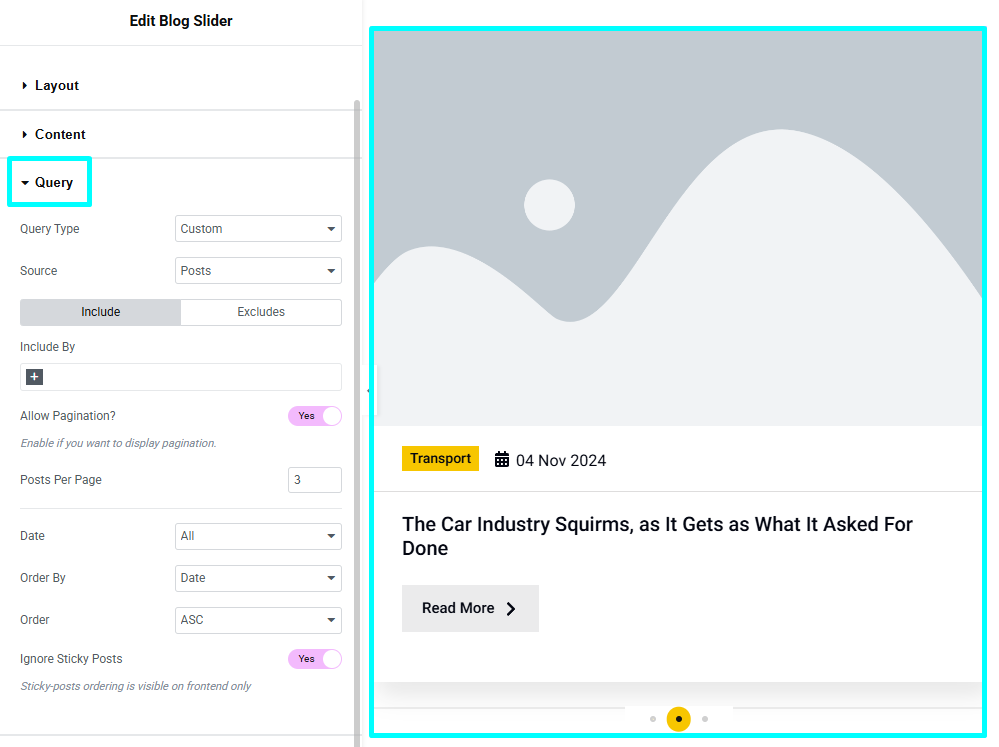 Edit Blog Slider
Layout
Content
Query
Query Type
Custom
Source
Posts
Include
Excludes
Include By
+
Allow Pagination?
Yes
Enable if you want to display pagination.
Posts Per Page
3
Date
All
Order By
Date
Order
ASC
Ignore Sticky Posts
Yes
Sticky-posts ordering is visible on frontend only
Transport
04 Nov 2024
The Car Industry Squirms, as It Gets as What It Asked For
Done
Read More